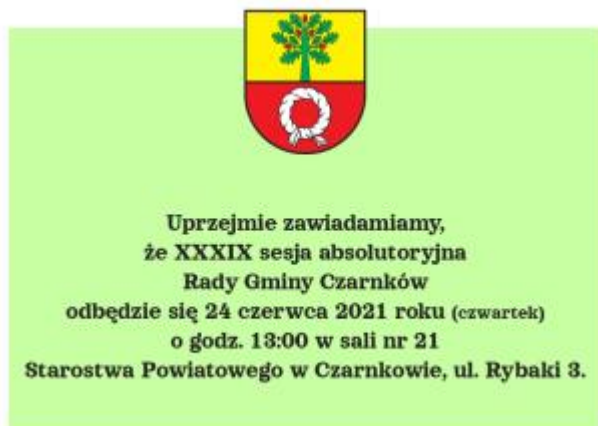 Uprzejmie zawiadamiamy,
że XXXIX sesja absolutoryjna
Rady Gminy Czarnków
odbędzie się 24 czerwca 2021 roku (czwartek)
o godz. 13:00 w sali nr 21
Starostwa Powiatowego w Czarnkowie, ul. Rybaki 3.